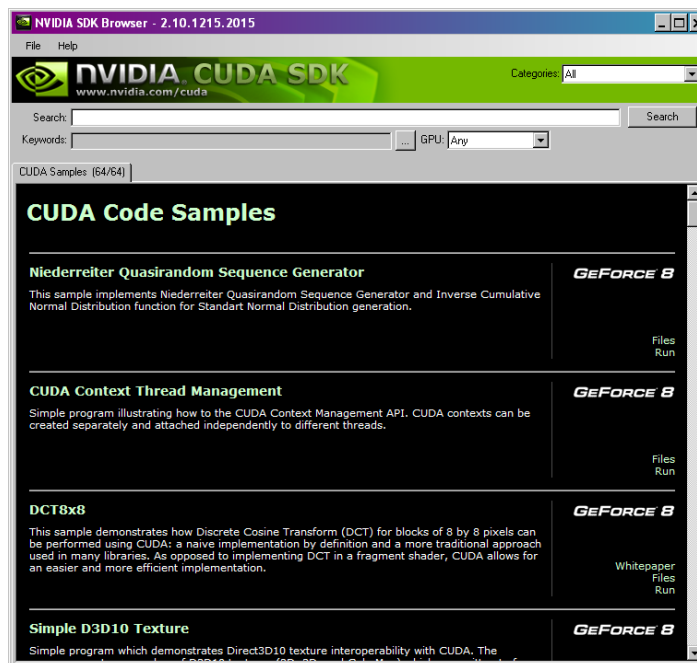 NVIDIA SDK Browser - 2.10.1215.2015
File Help
NVIDIA. CUDA SDK
www.nvidia.com/cuda
Categories: All
Search: Search
Keywords: ... GPU: Any
CUDA Samples (64/64)
CUDA Code Samples
Niederreiter Quasirandom Sequence Generator
GEFORCE 8
This sample implements Niederreiter Quasirandom Sequence Generator and Inverse Cumulative
Normal Distribution function for Standart Normal Distribution generation.
Files
Run
CUDA Context Thread Management
GEFORCE 8
Simple program illustrating how to the CUDA Context Management API. CUDA contexts can be
created separately and attached independently to different threads.
Files
Run
DCT8x8
GEFORCE 8
This sample demonstrates how Discrete Cosine Transform (DCT) for blocks of 8 by 8 pixels can
be performed using CUDA: a naive implementation by definition and a more traditional approach
used in many libraries. As opposed to implementing DCT in a fragment shader, CUDA allows for
an easier and more efficient implementation.
Whitepaper
Files
Run
Simple D3D10 Texture
GEFORCE 8
Simple program which demonstrates Direct3D10 texture interoperability with CUDA. The